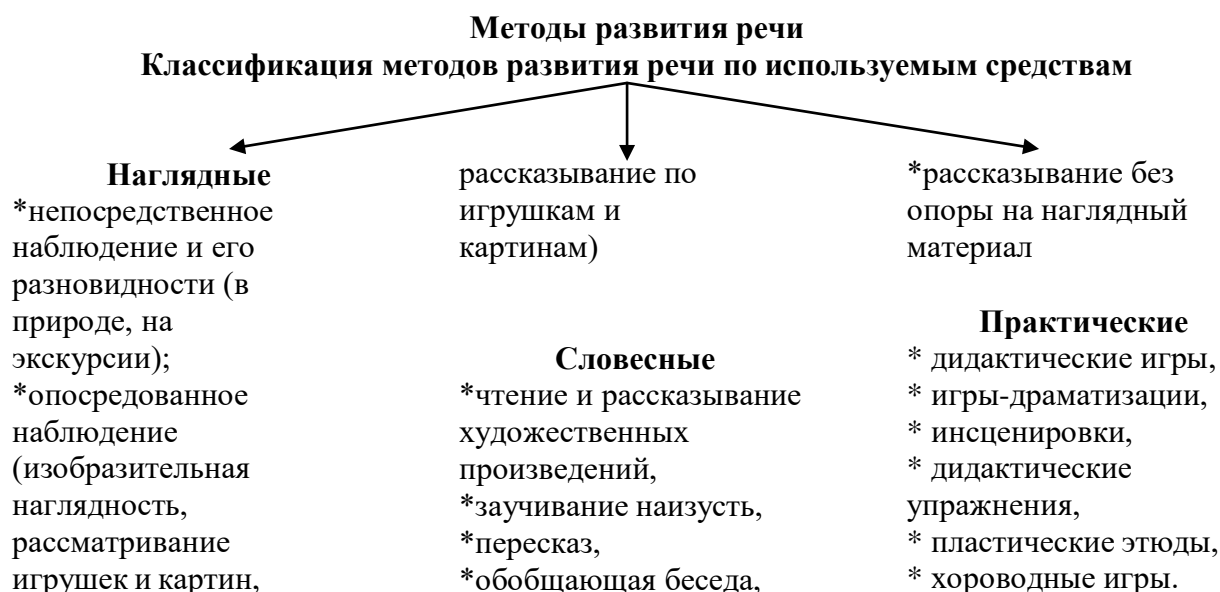 Методы развития речи
Классификация методов развития речи по используемым средствам
Наглядные
*непосредственное
наблюдение и его
разновидности (в
природе, на
экскурсии);
*опосредованное
наблюдение
(изобразительная
наглядность,
рассматривание
игрушек и картин,
рассказывание по
игрушкам и
картинам)
Словесные
*чтение и рассказывание
художественных
произведений,
*заучивание наизусть,
*пересказ,
*обобщающая беседа,
*рассказывание без
опоры на наглядный
материал
Практические
* дидактические игры,
* игры-драматизации,
* инсценировки,
* дидактические
упражнения,
* пластические этюды,
* хороводные игры.